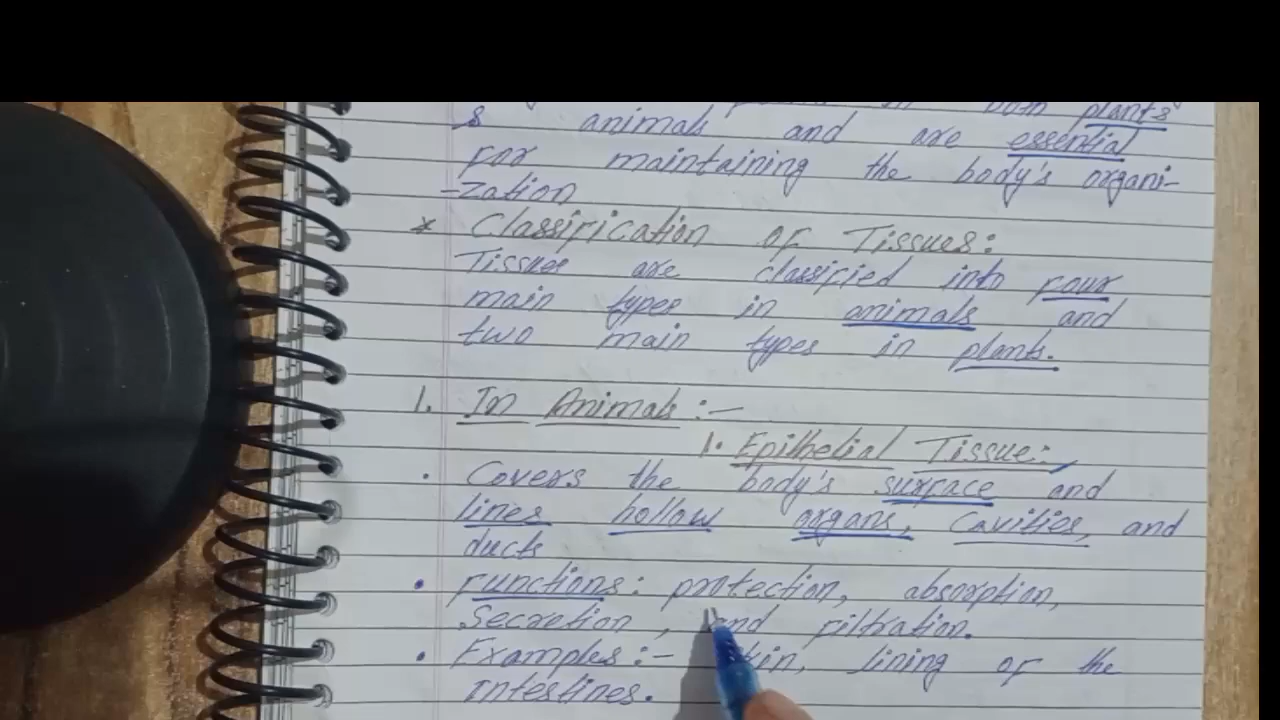 both plants
& animals and are essential
for maintaining the body's organi-
-zation
* Classification of Tissues:
Tissues are classified into four
main types in animals and
two main types in plants.
1. In Animals :-
1. Epithelial Tissue:
• Covers the body's surface and
lines hollow organs, cavities, and
ducts
• Functions: protection, absorption,
Secretion, and filtration.
• Examples :- Skin, lining of the
intestines.